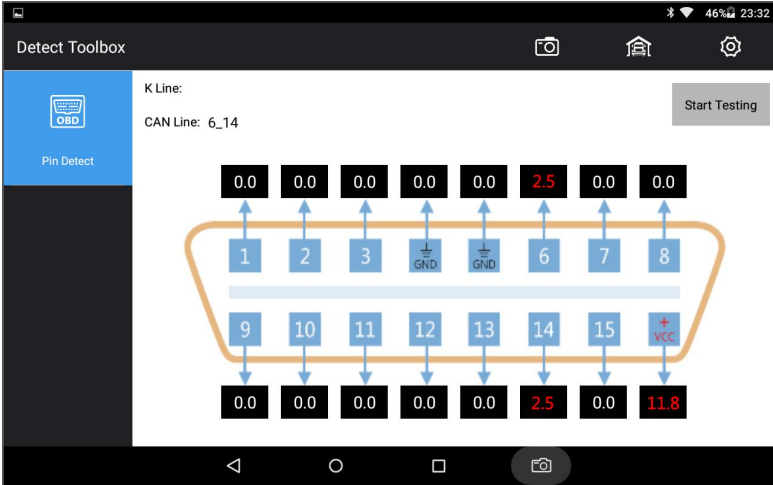 46% 23:32
Detect Toolbox
K Line:
Start Testing
OBD
CAN Line: 6_14
Pin Detect
0.0 0.0 0.0 0.0 0.0 2.5 0.0 0.0
1 2 3 GND GND 6 7 8
9 10 11 12 13 14 15 + VCC
0.0 0.0 0.0 0.0 0.0 2.5 0.0 11.8